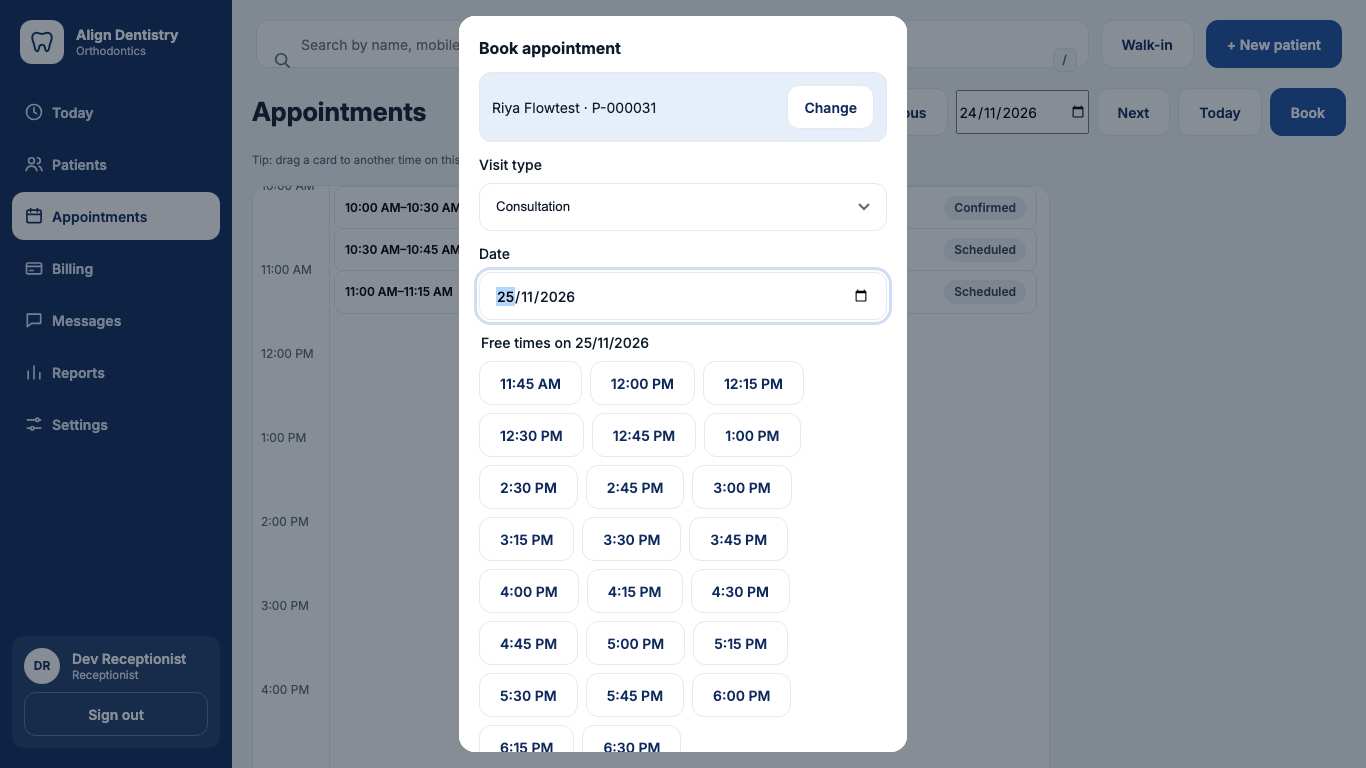 Align Dentistry
Orthodontics
Today
Patients
Appointments
Billing
Messages
Reports
Settings
DR
Dev Receptionist
Receptionist
Sign out
Search by name, mobile
/
Walk-in
+ New patient
Appointments
24/11/2026
Next
Today
Book
Tip: drag a card to another time on this
10:00 AM
10:00 AM–10:30 AM
Confirmed
10:30 AM–10:45 AM
Scheduled
11:00 AM
11:00 AM–11:15 AM
Scheduled
12:00 PM
1:00 PM
2:00 PM
3:00 PM
4:00 PM
Book appointment
Riya Flowtest · P-000031
Change
Visit type
Consultation
Date
25/11/2026
Free times on 25/11/2026
11:45 AM 12:00 PM 12:15 PM
12:30 PM 12:45 PM 1:00 PM
2:30 PM 2:45 PM 3:00 PM
3:15 PM 3:30 PM 3:45 PM
4:00 PM 4:15 PM 4:30 PM
4:45 PM 5:00 PM 5:15 PM
5:30 PM 5:45 PM 6:00 PM
6:15 PM 6:30 PM